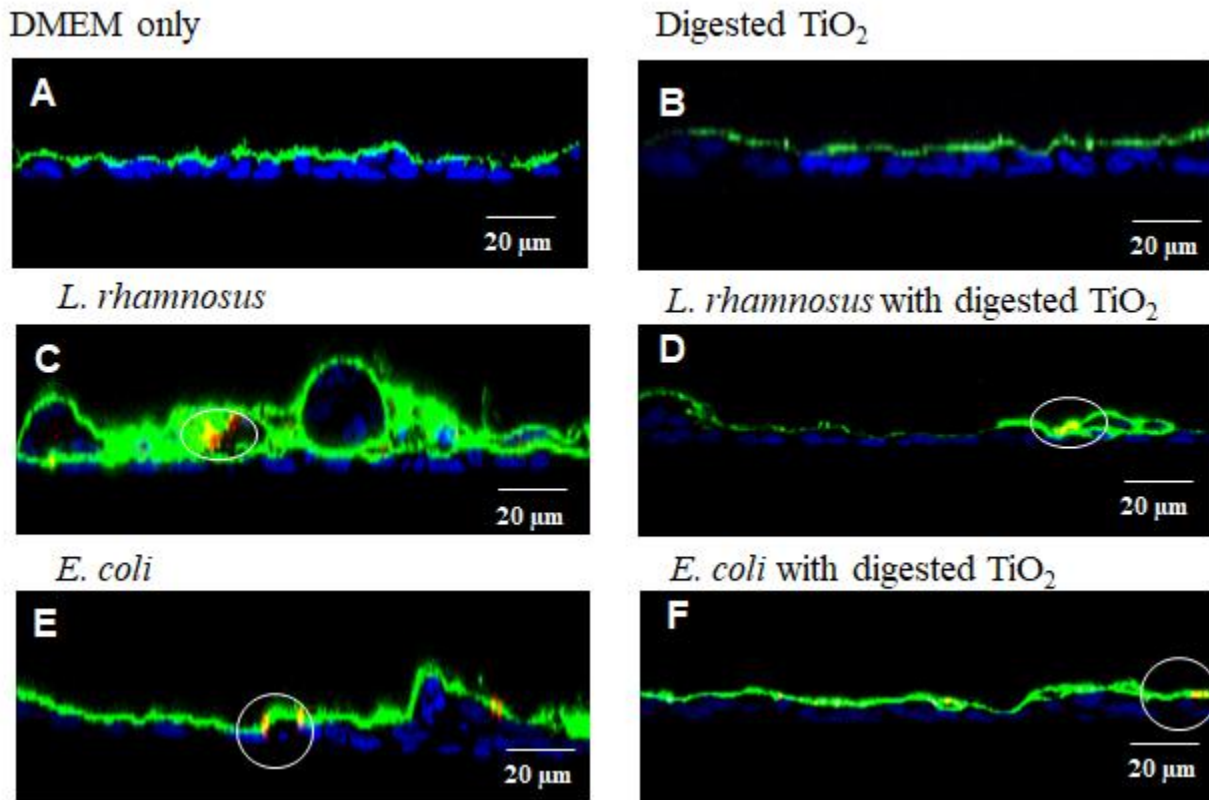 DMEM only
Digested TiO₂
A
B
20 µm
20 µm
L. rhamnosus
L. rhamnosus with digested TiO₂
C
D
20 µm
20 µm
E. coli
E. coli with digested TiO₂
E
F
20 µm
20 µm